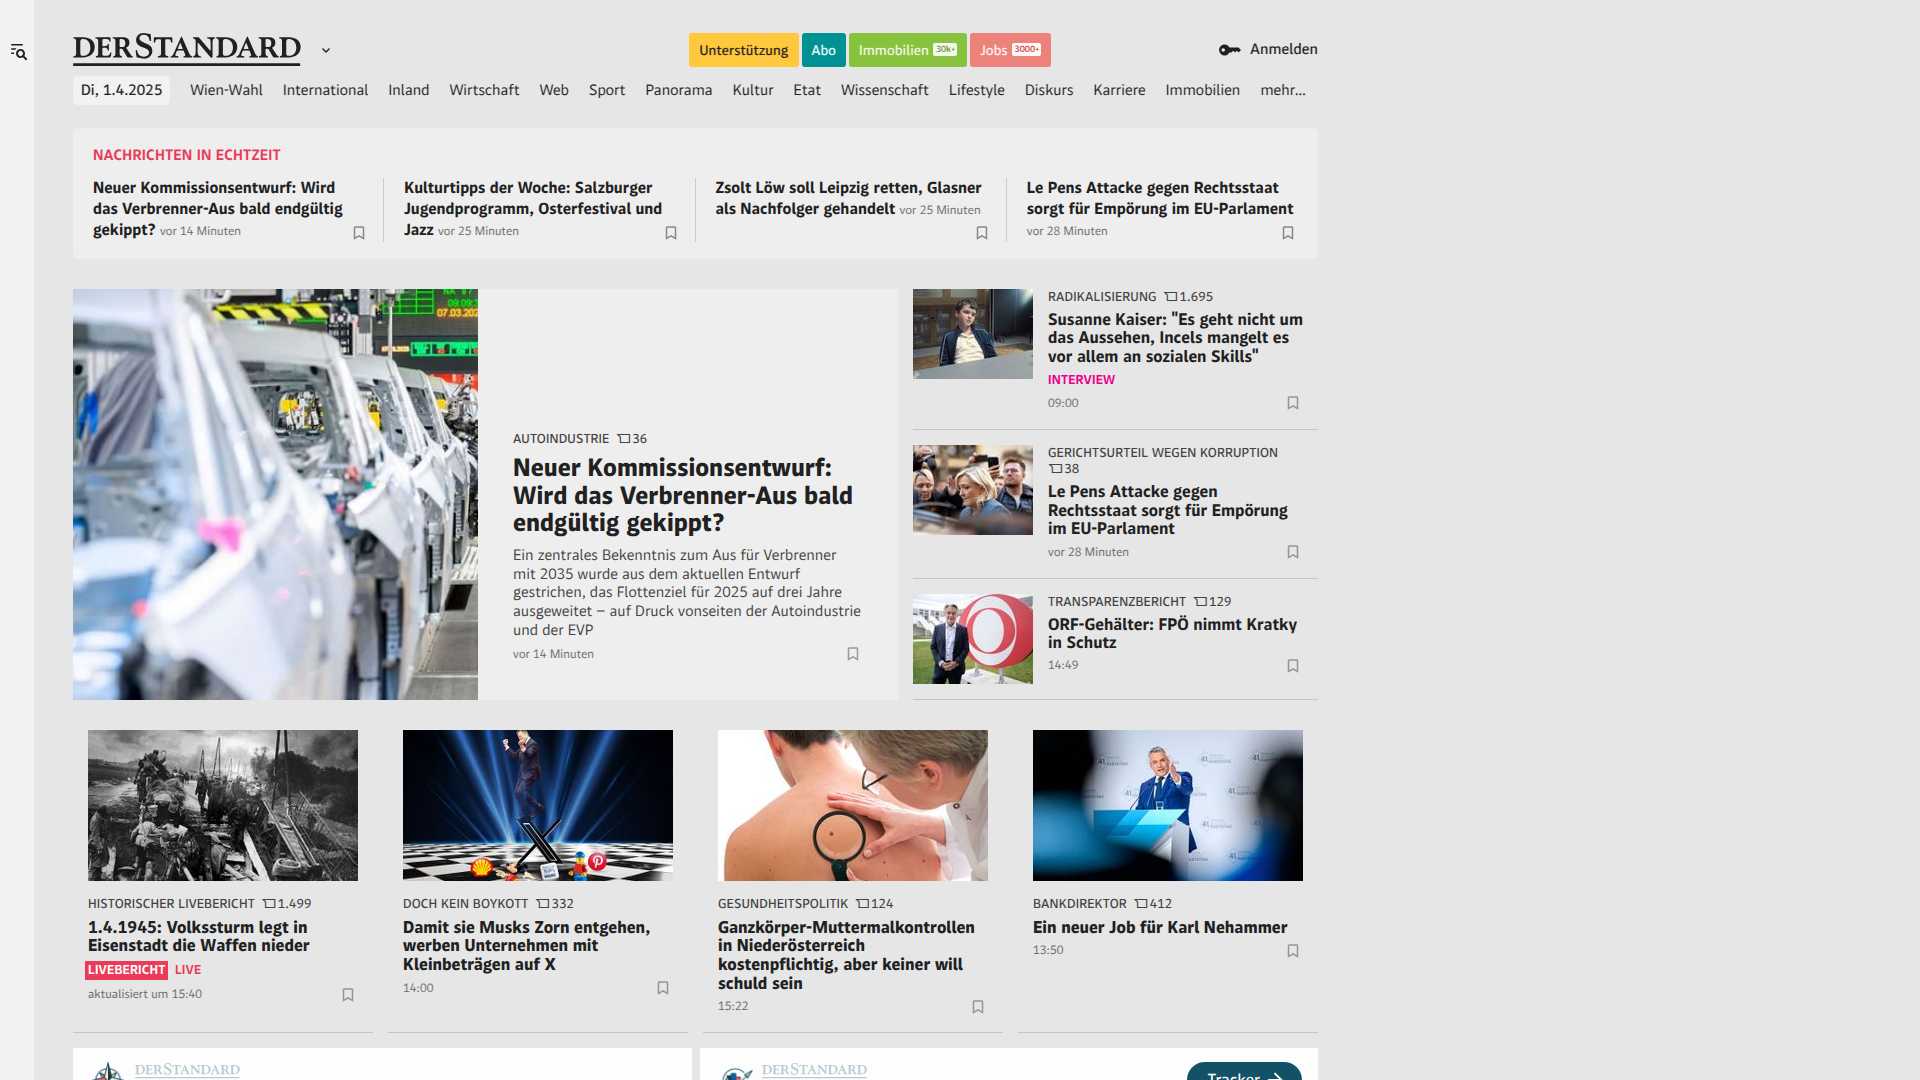 DERSTANDARD
Unterstützung
Abo
Immobilien 30k+
Jobs 3000+
Anmelden
Di, 1.4.2025
Wien-Wahl
International
Inland
Wirtschaft
Web
Sport
Panorama
Kultur
Etat
Wissenschaft
Lifestyle
Diskurs
Karriere
Immobilien
mehr...
NACHRICHTEN IN ECHTZEIT
Neuer Kommissionsentwurf: Wird
das Verbrenner-Aus bald endgültig
gekippt? vor 14 Minuten
Kulturtipps der Woche: Salzburger
Jugendprogramm, Osterfestival und
Jazz vor 25 Minuten
Zsolt Löw soll Leipzig retten, Glasner
als Nachfolger gehandelt vor 25 Minuten
Le Pens Attacke gegen Rechtsstaat
sorgt für Empörung im EU-Parlament
vor 28 Minuten
09:09:
07.03.202
AUTOINDUSTRIE 36
Neuer Kommissionsentwurf:
Wird das Verbrenner-Aus bald
endgültig gekippt?
Ein zentrales Bekenntnis zum Aus für Verbrenner
mit 2035 wurde aus dem aktuellen Entwurf
gestrichen, das Flottenziel für 2025 auf drei Jahre
ausgeweitet – auf Druck vonseiten der Autoindustrie
und der EVP
vor 14 Minuten
RADIKALISIERUNG 1.695
Susanne Kaiser: "Es geht nicht um
das Aussehen, Incels mangelt es
vor allem an sozialen Skills"
INTERVIEW
09:00
GERICHTSURTEIL WEGEN KORRUPTION
38
Le Pens Attacke gegen
Rechtsstaat sorgt für Empörung
im EU-Parlament
vor 28 Minuten
TRANSPARENZBERICHT 129
ORF-Gehälter: FPÖ nimmt Kratky
in Schutz
14:49
HISTORISCHER LIVEBERICHT 1.499
1.4.1945: Volkssturm legt in
Eisenstadt die Waffen nieder
LIVEBERICHT LIVE
aktualisiert um 15:40
DOCH KEIN BOYKOTT 332
Damit sie Musks Zorn entgehen,
werben Unternehmen mit
Kleinbeträgen auf X
14:00
GESUNDHEITSPOLITIK 124
Ganzkörper-Muttermalkontrollen
in Niederösterreich
kostenpflichtig, aber keiner will
schuld sein
15:22
BANKDIREKTOR 412
Ein neuer Job für Karl Nehammer
13:50
DERSTANDARD
DERSTANDARD
Tracker